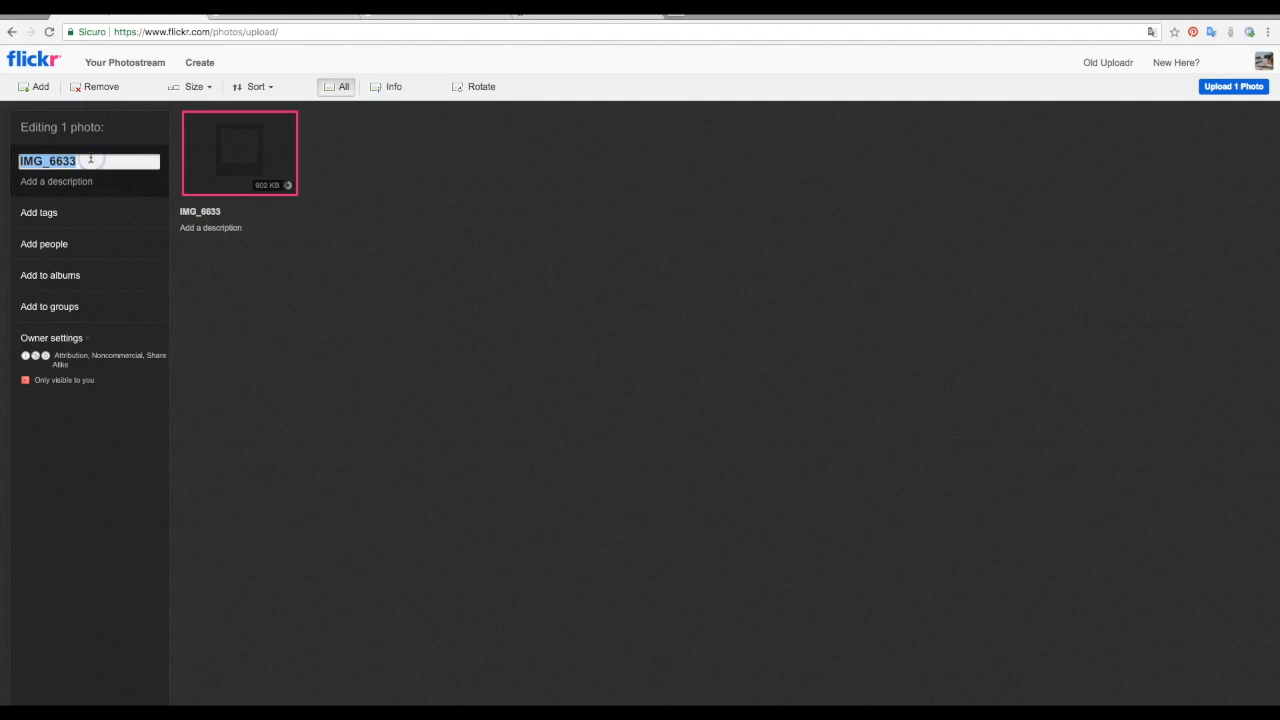 Sicuro https://www.flickr.com/photos/upload/
flickr Your Photostream Create Old Uploadr New Here?
Add Remove Size Sort All Info Rotate Upload 1 Photo
Editing 1 photo:
IMG_6633
Add a description
Add tags
Add people
Add to albums
Add to groups
Owner settings
Attribution, Noncommercial, Share
Alike
Only visible to you
902 KB
IMG_6633
Add a description